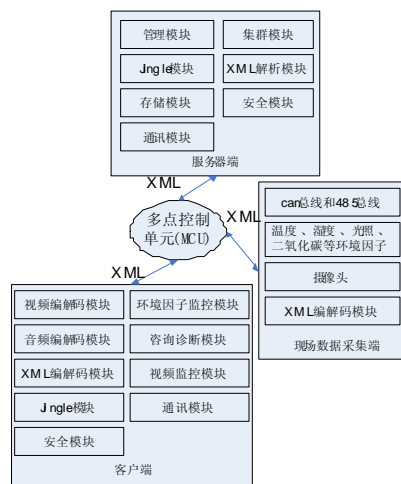 管理模块
集群模块
Jingle模块
XML解析模块
存储模块
安全模块
通讯模块
服务器端
XML
多点控制
单元(MCU)
XML
XML
can总线和485总线
温度、湿度、光照、
二氧化碳等环境因子
摄像头
XML编解码模块
现场数据采集端
视频编解码模块
环境因子监控模块
音频编解码模块
咨询诊断模块
XML编解码模块
视频监控模块
Jingle模块
通讯模块
安全模块
客户端